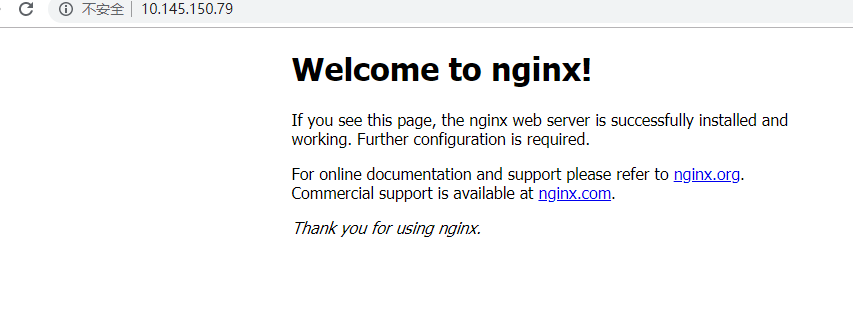 不安全 | 10.145.150.79
Welcome to nginx!
If you see this page, the nginx web server is successfully installed and
working. Further configuration is required.
For online documentation and support please refer to nginx.org.
Commercial support is available at nginx.com.
Thank you for using nginx.